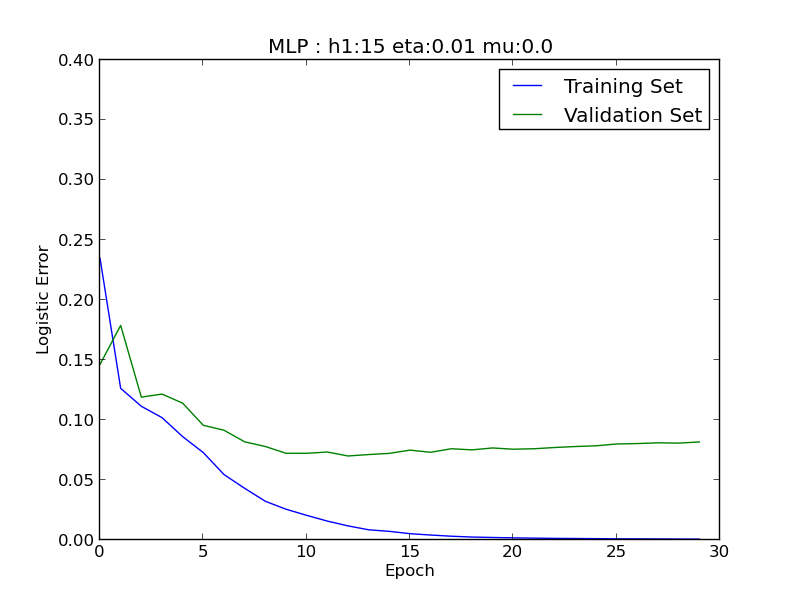 MLP : h1:15 eta:0.01 mu:0.0
Training Set
Validation Set
0.40
0.35
0.30
0.25
0.20
0.15
0.10
0.05
0.00
Logistic Error
0 5 10 15 20 25 30
Epoch